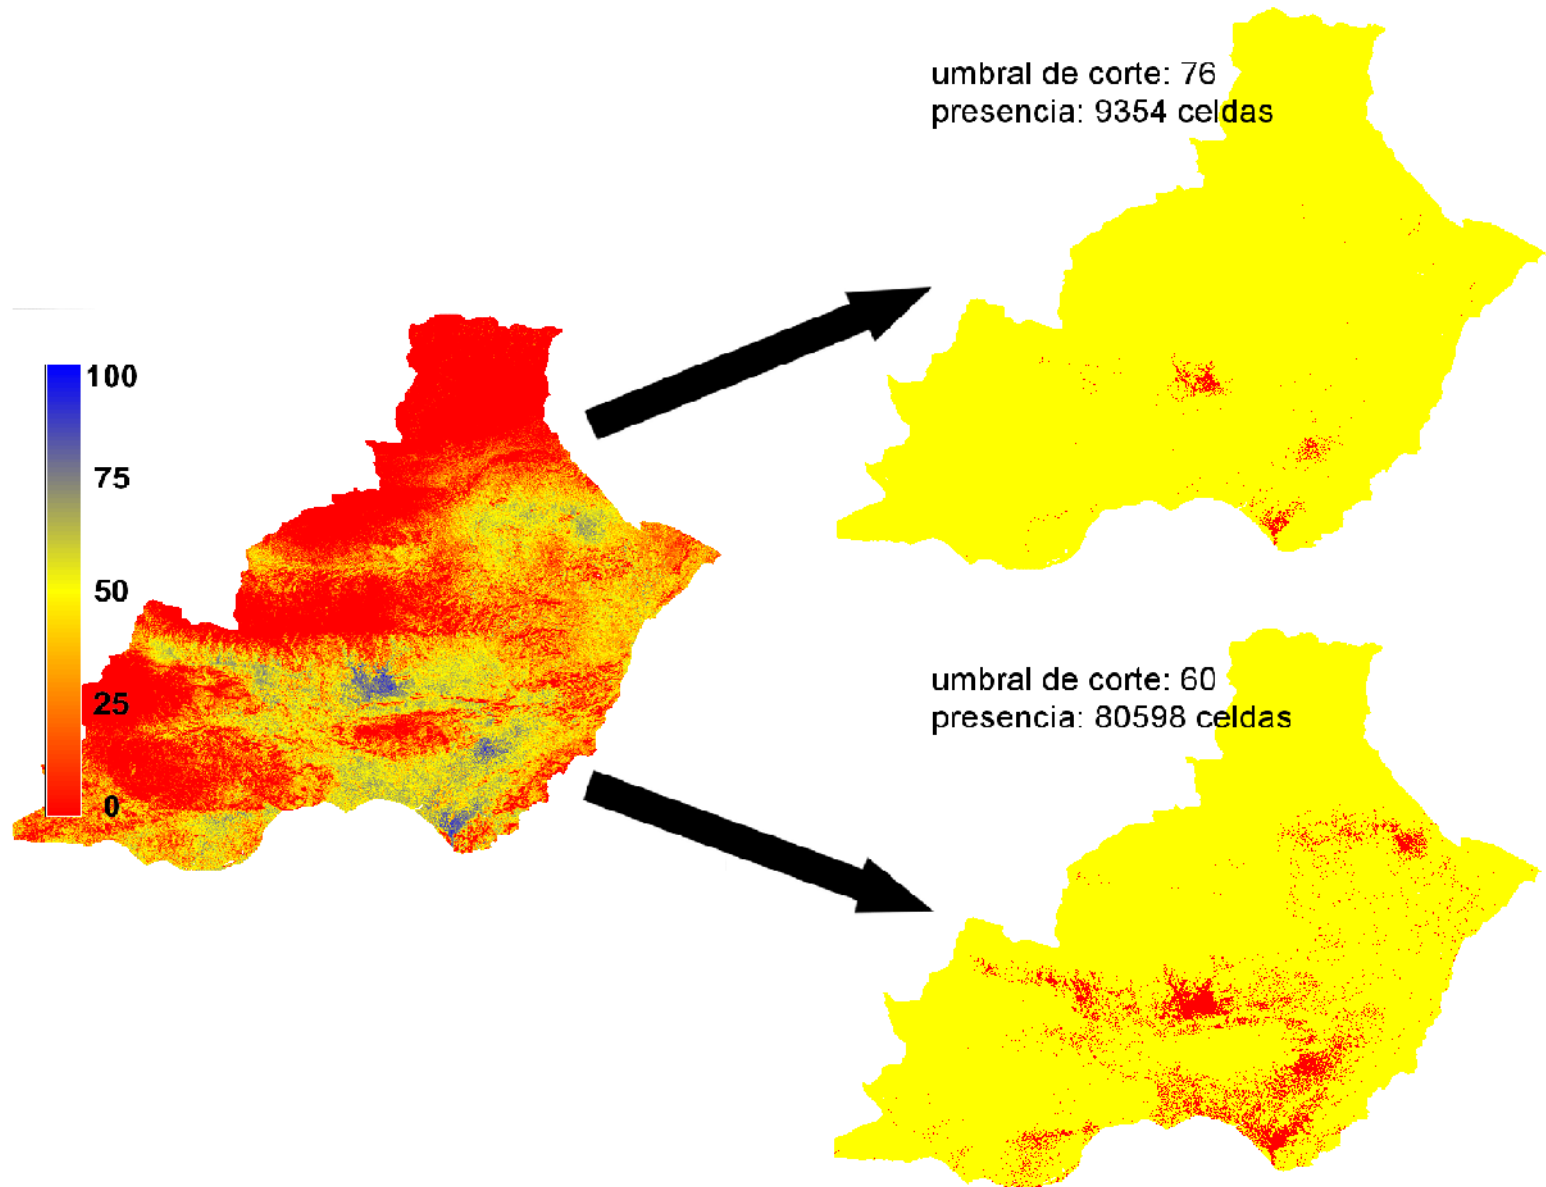 umbral de corte: 76
presencia: 9354 celdas
100
75
50
25
0
umbral de corte: 60
presencia: 80598 celdas